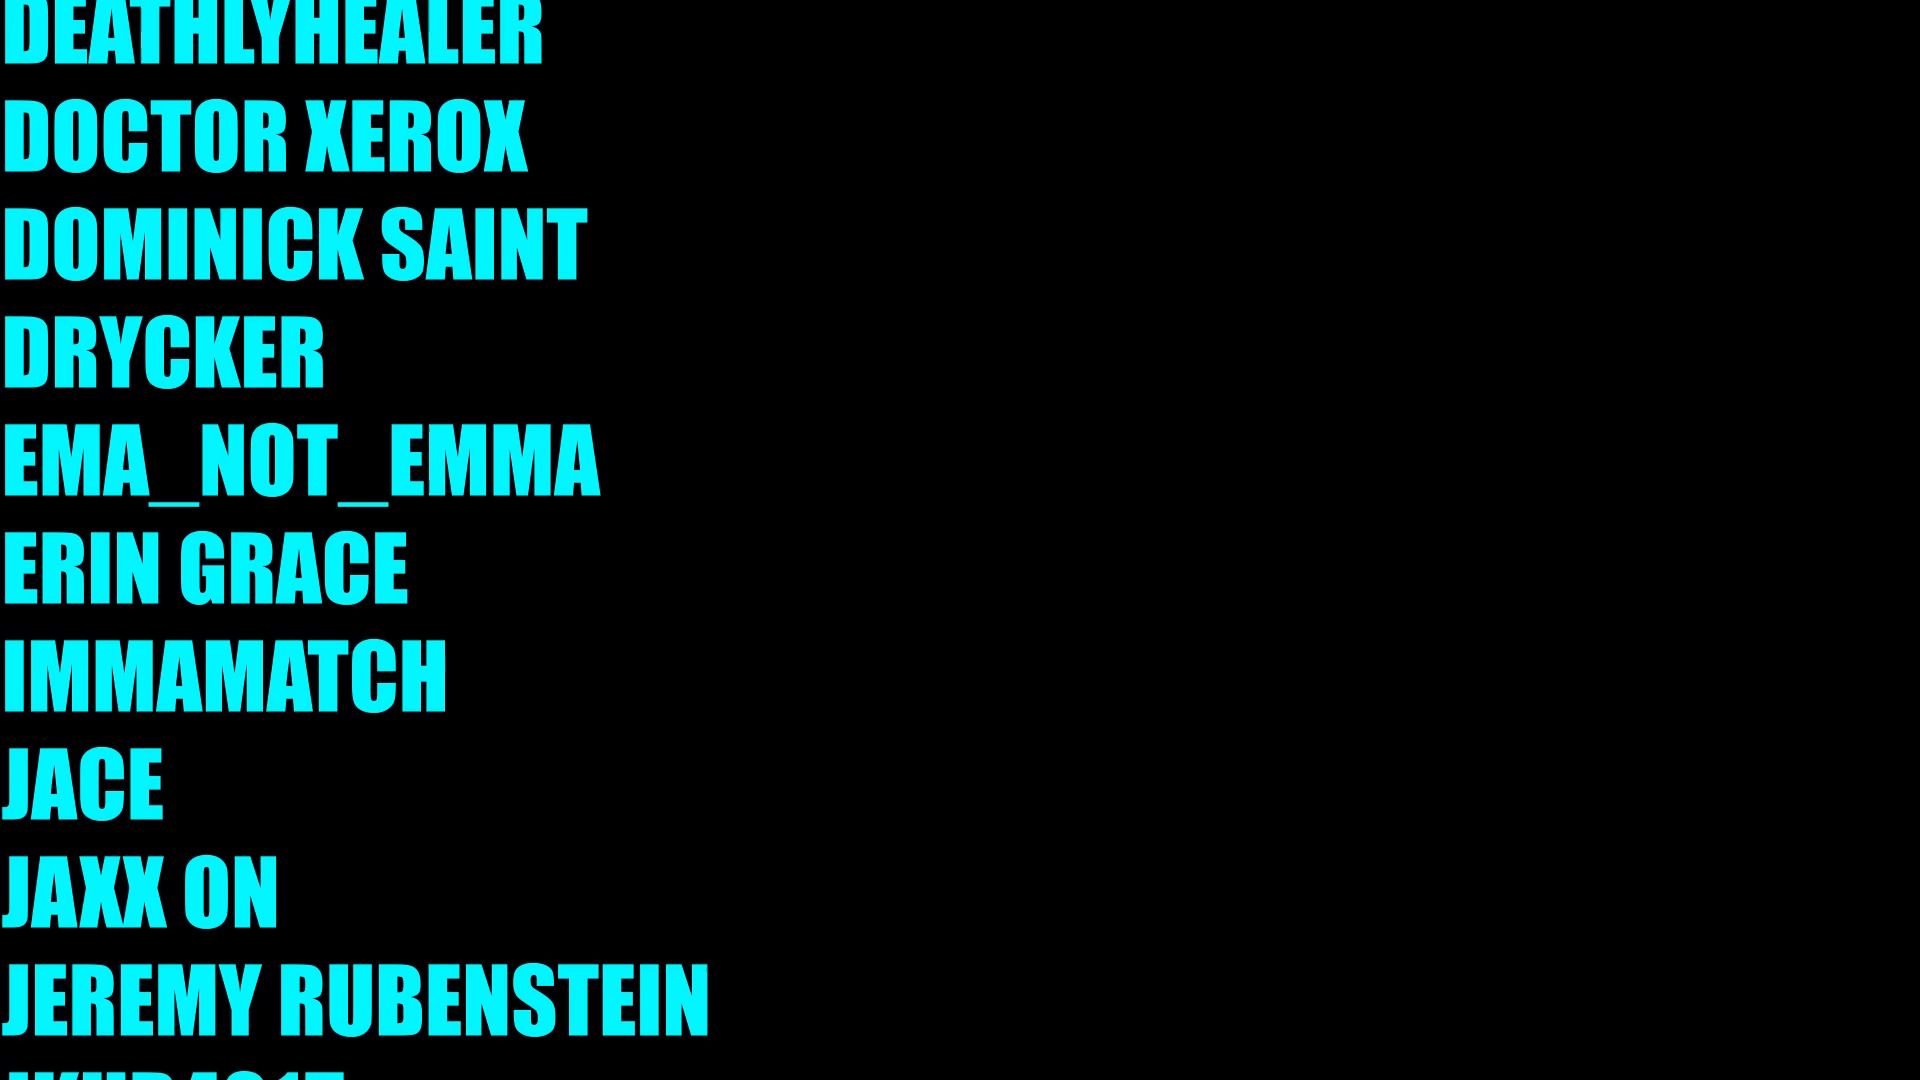 DEATHLYHEALER
DOCTOR XEROX
DOMINICK SAINT
DRYCKER
EMA_NOT_EMMA
ERIN GRACE
IMMAMATCH
JACE
JAXX ON
JEREMY RUBENSTEIN